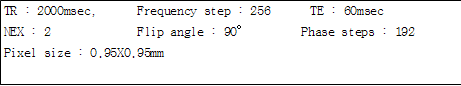 TR : 2000msec, Frequency step : 256 TE : 60msec
NEX : 2 Flip angle : 90° Phase steps : 192
Pixel size : 0.95X0.95mm